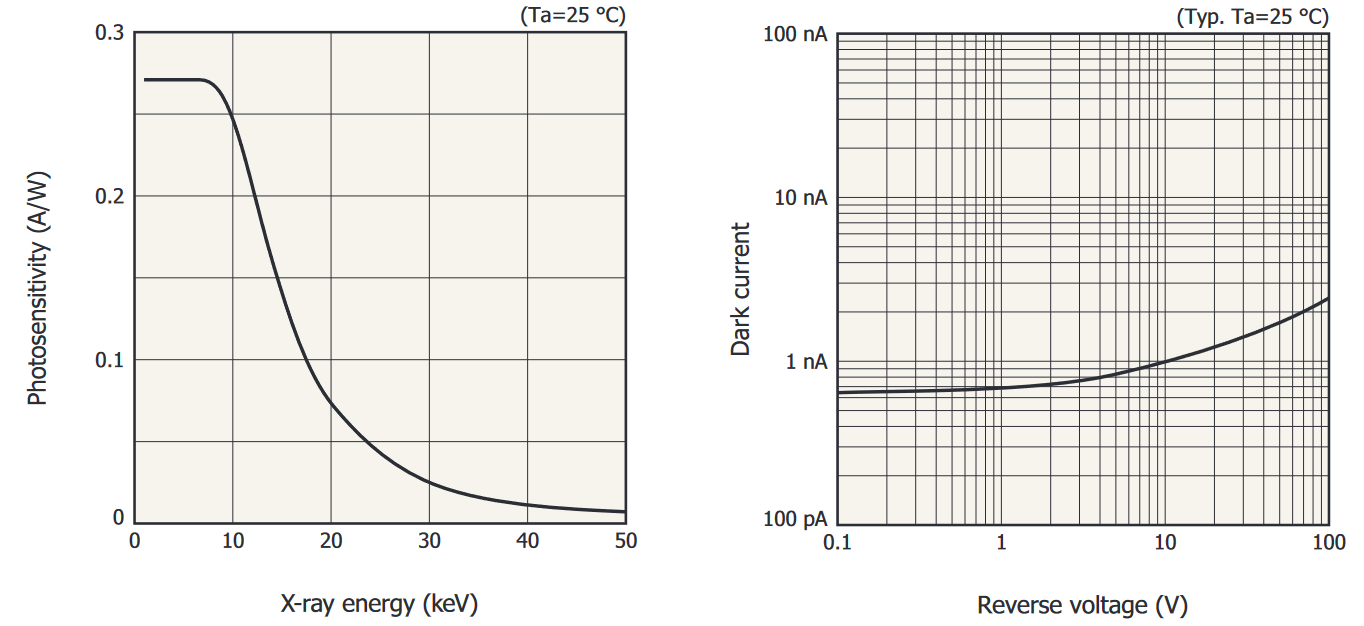 (Ta=25 °C)
0.3
0.2
0.1
0
Photosensitivity (A/W)
0
10
20
30
40
50
X-ray energy (keV)
(Typ. Ta=25 °C)
100 nA
10 nA
1 nA
100 pA
Dark current
0.1
1
10
100
Reverse voltage (V)